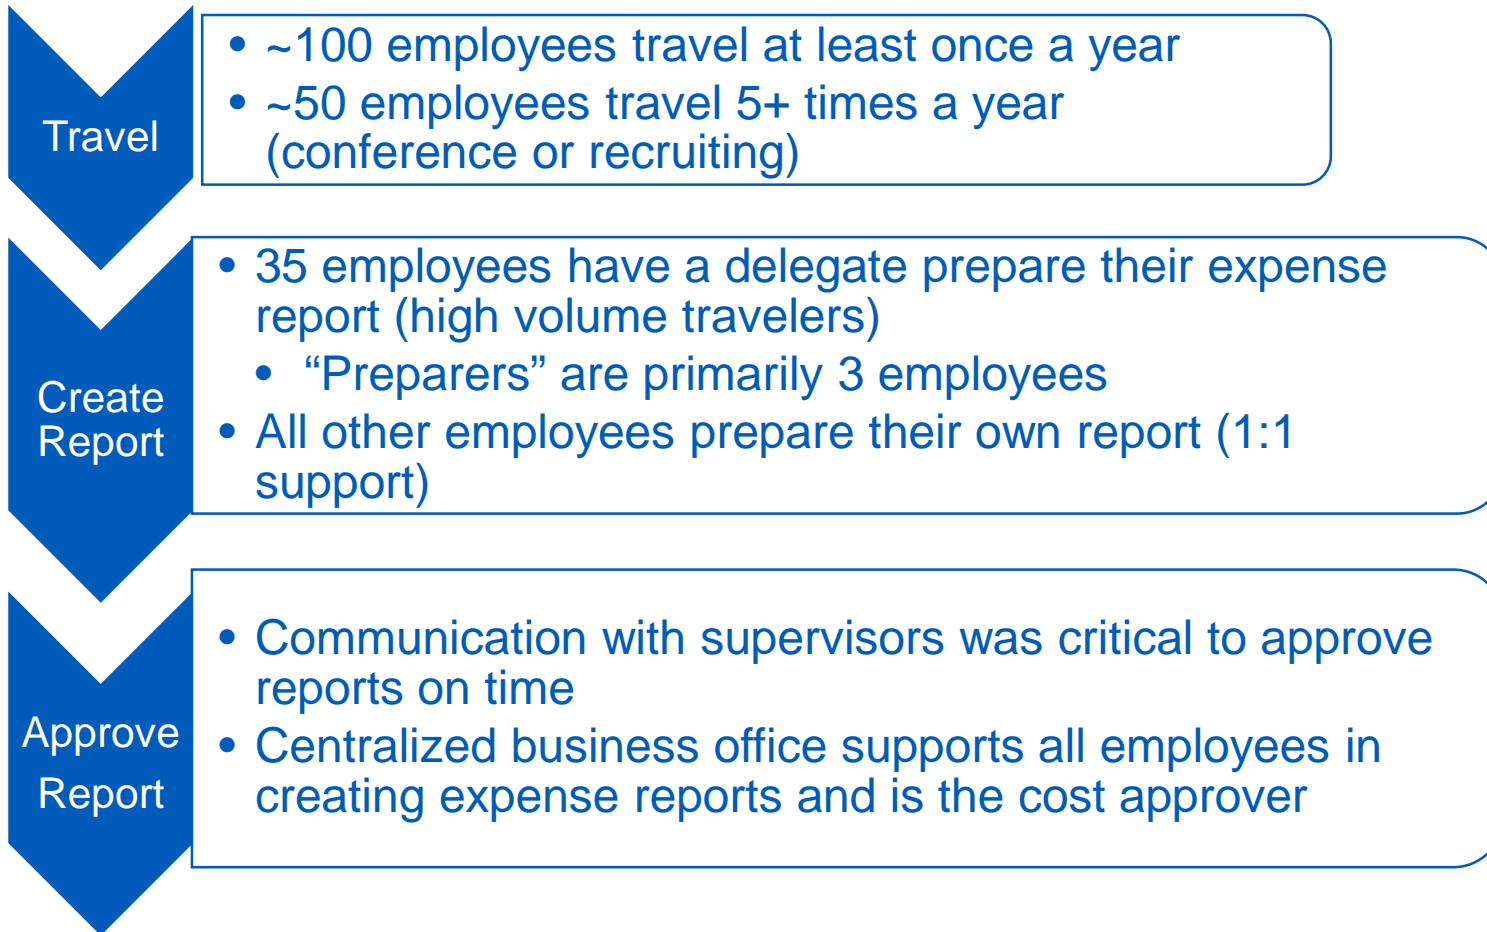 Travel
• ~100 employees travel at least once a year
• ~50 employees travel 5+ times a year
(conference or recruiting)
Create
Report
• 35 employees have a delegate prepare their expense
report (high volume travelers)
• “Preparers” are primarily 3 employees
• All other employees prepare their own report (1:1
support)
Approve
Report
• Communication with supervisors was critical to approve
reports on time
• Centralized business office supports all employees in
creating expense reports and is the cost approver